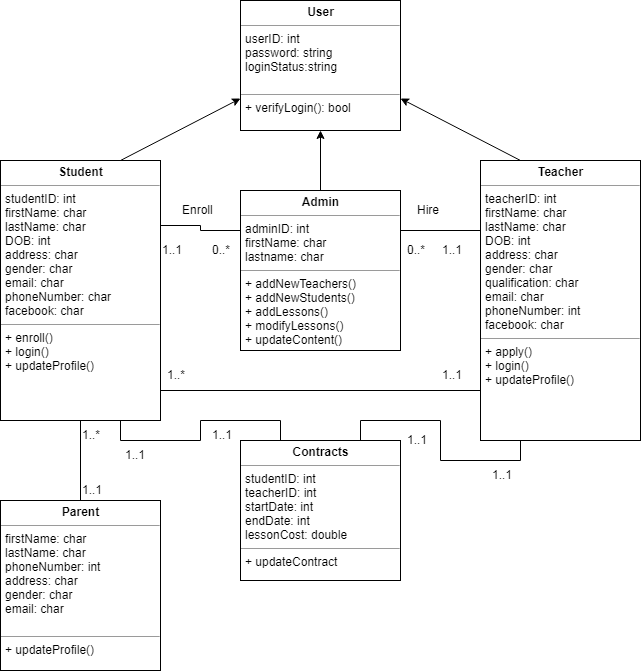 User
userID: int
password: string
loginStatus:string
+ verifyLogin(): bool
Student
studentID: int
firstName: char
lastName: char
DOB: int
address: char
gender: char
email: char
phoneNumber: char
facebook: char
+ enroll()
+ login()
+ updateProfile()
Enroll
1..1
0..*
Admin
adminID: int
firstName: char
lastname: char
+ addNewTeachers()
+ addNewStudents()
+ addLessons()
+ modifyLessons()
+ updateContent()
Hire
0..*
1..1
Teacher
teacherID: int
firstName: char
lastName: char
DOB: int
address: char
gender: char
qualification: char
email: char
phoneNumber: int
facebook: char
+ apply()
+ login()
+ updateProfile()
1..*
1..1
1..*
1..1
1..1
1..1
1..1
1..1
Contracts
studentID: int
teacherID: int
startDate: int
endDate: int
lessonCost: double
+ updateContract
Parent
firstName: char
lastName: char
phoneNumber: int
address: char
gender: char
email: char
+ updateProfile()